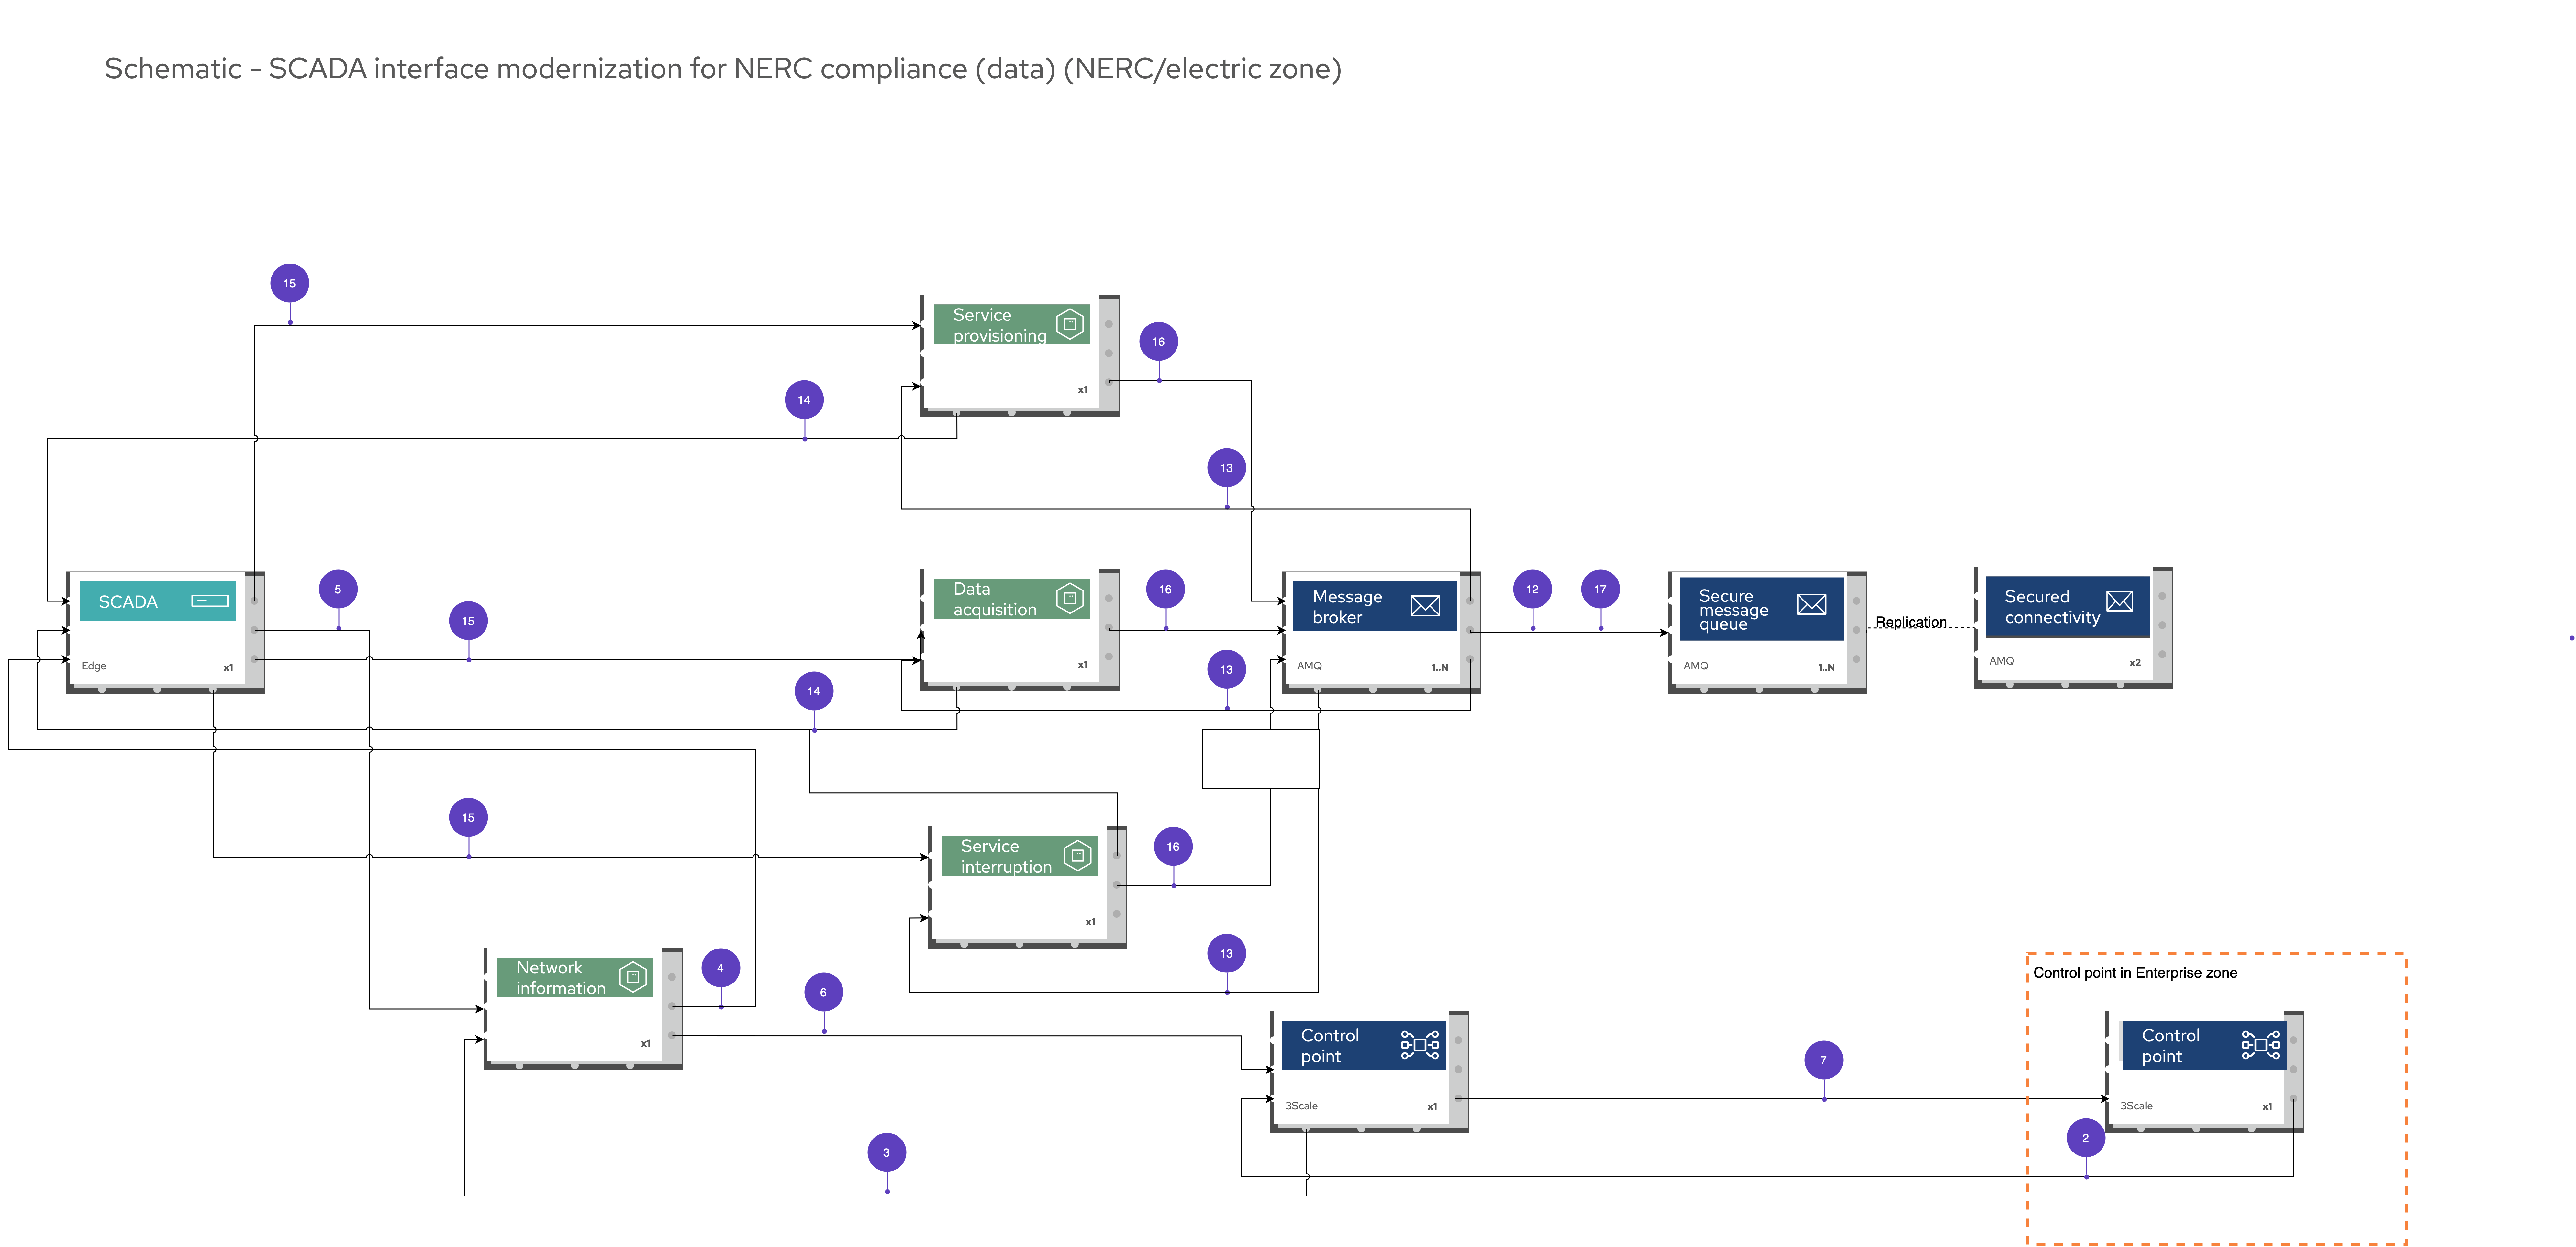 Schematic - SCADA interface modernization for NERC compliance (data) (NERC/electric zone)
15
Service
provisioning
x1
16
14
13
SCADA
Edge
x1
5
15
Data
acquisition
x1
16
13
14
Message
broker
AMQ
1..N
12
17
Secure
message
queue
AMQ
1..N
Replication
Secured
connectivity
AMQ
x2
15
Service
interruption
x1
16
13
Network
information
x1
4
6
3
Control
point
3Scale
x1
7
Control point in Enterprise zone
Control
point
3Scale
x1
2